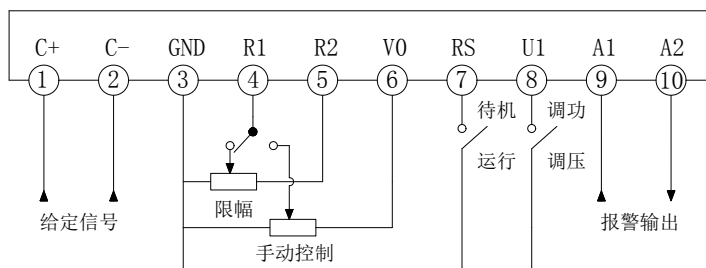 C+ C- GND R1 R2 V0 RS U1 A1 A2
1 2 3 4 5 6 7 8 9 10
待机 调功
运行 调压
限幅
给定信号 报警输出
手动控制